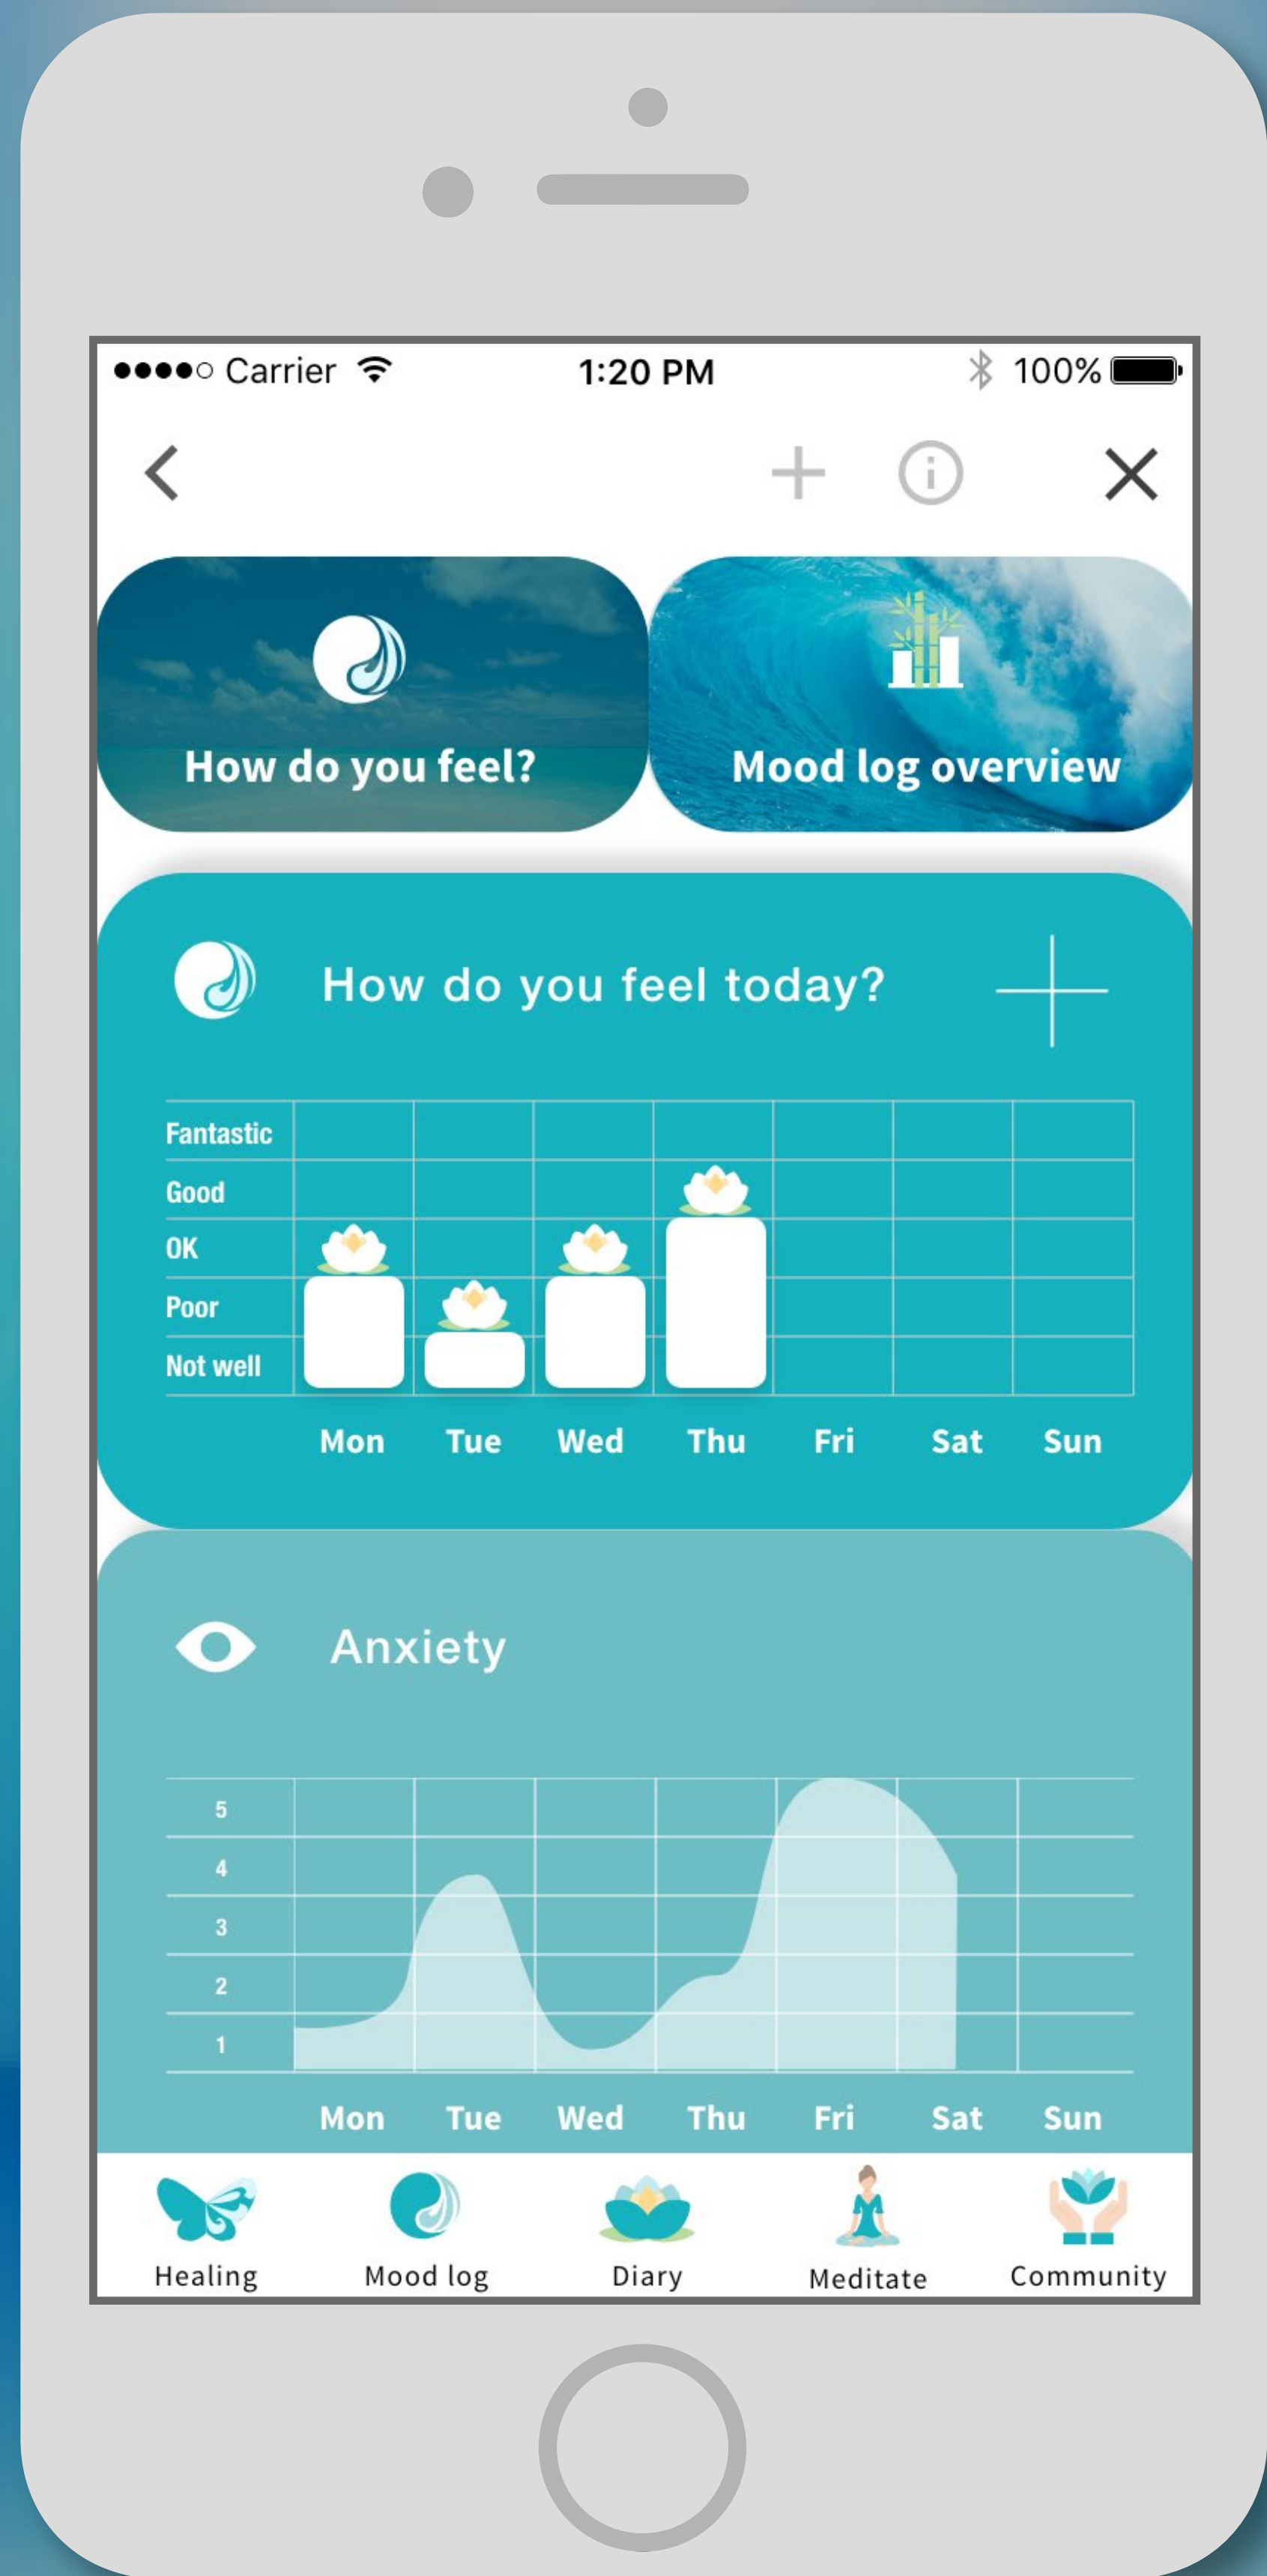 Carrier 1:20 PM 100%
How do you feel? Mood log overview
How do you feel today?
Fantastic
Good
OK
Poor
Not well
Mon Tue Wed Thu Fri Sat Sun
Anxiety
5
4
3
2
1
Mon Tue Wed Thu Fri Sat Sun
Healing Mood log Diary Meditate Community